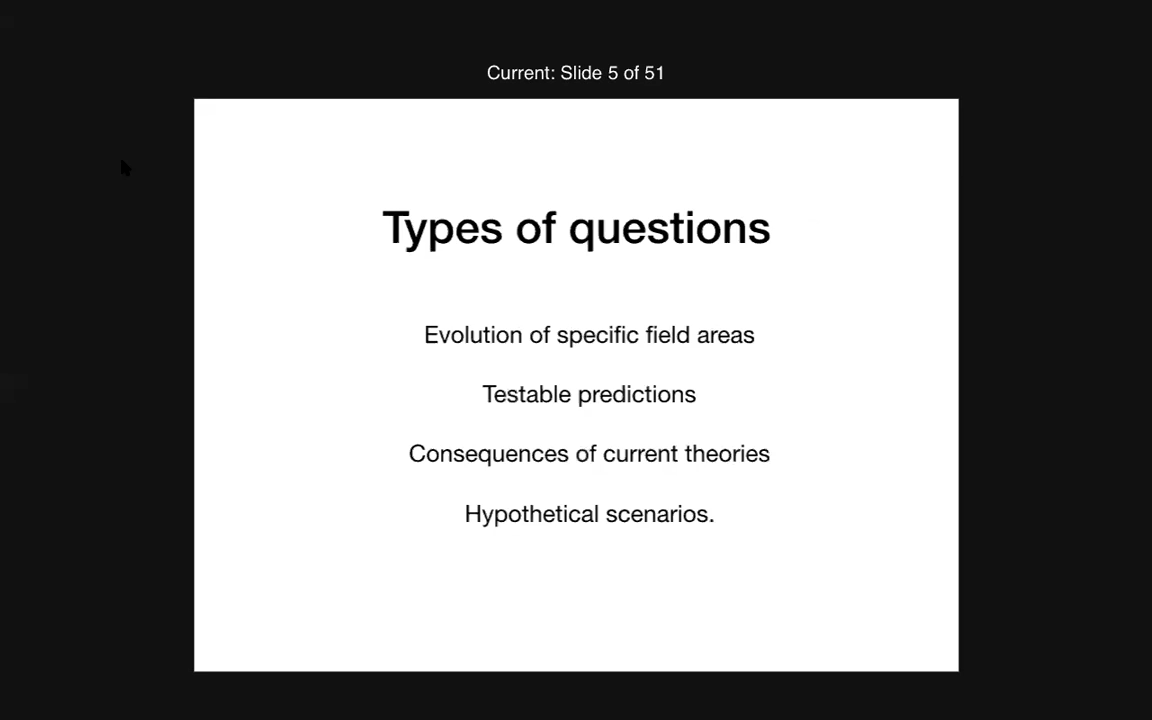 Current: Slide 5 of 51
Types of questions
Evolution of specific field areas
Testable predictions
Consequences of current theories
Hypothetical scenarios.